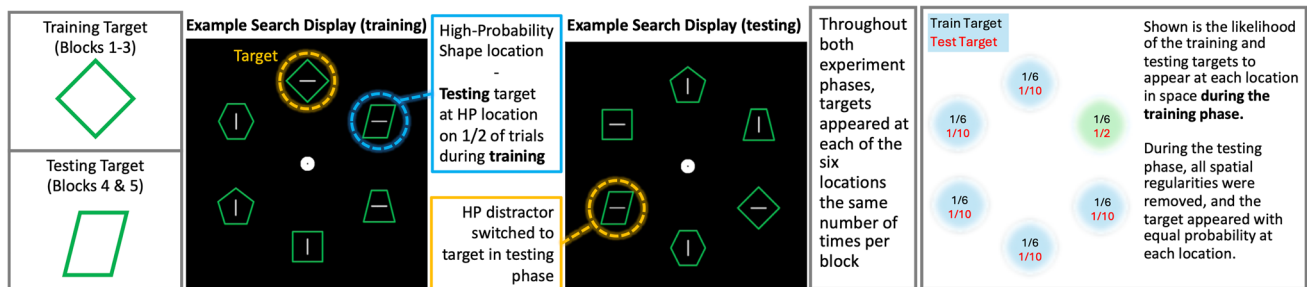 Training Target
(Blocks 1-3)
Testing Target
(Blocks 4 & 5)
Example Search Display (training)
Target
High-Probability
Shape location
-
Testing target
at HP location
on 1/2 of trials
during training
HP distractor
switched to
target in testing
phase
Example Search Display (testing)
Throughout
both
experiment
phases,
targets
appeared at
each of the
six
locations
the same
number of
times per
block
Train Target
Test Target
1/6
1/10
1/6
1/10
1/6
1/2
1/6
1/10
1/6
1/10
1/6
1/10
Shown is the likelihood
of the training and
testing targets to
appear at each location
in space during the
training phase.
During the testing
phase, all spatial
regularities were
removed, and the
target appeared with
equal probability at
each location.